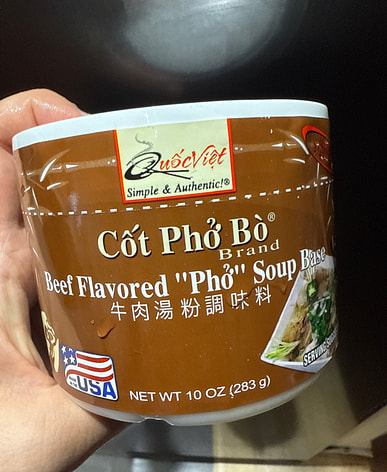 QuốcViệt
Simple & Authentic!®
Cốt Phở Bò®
Brand
Beef Flavored "Phở" Soup Base
牛肉湯粉調味料
USA
NET WT 10 OZ (283 g)